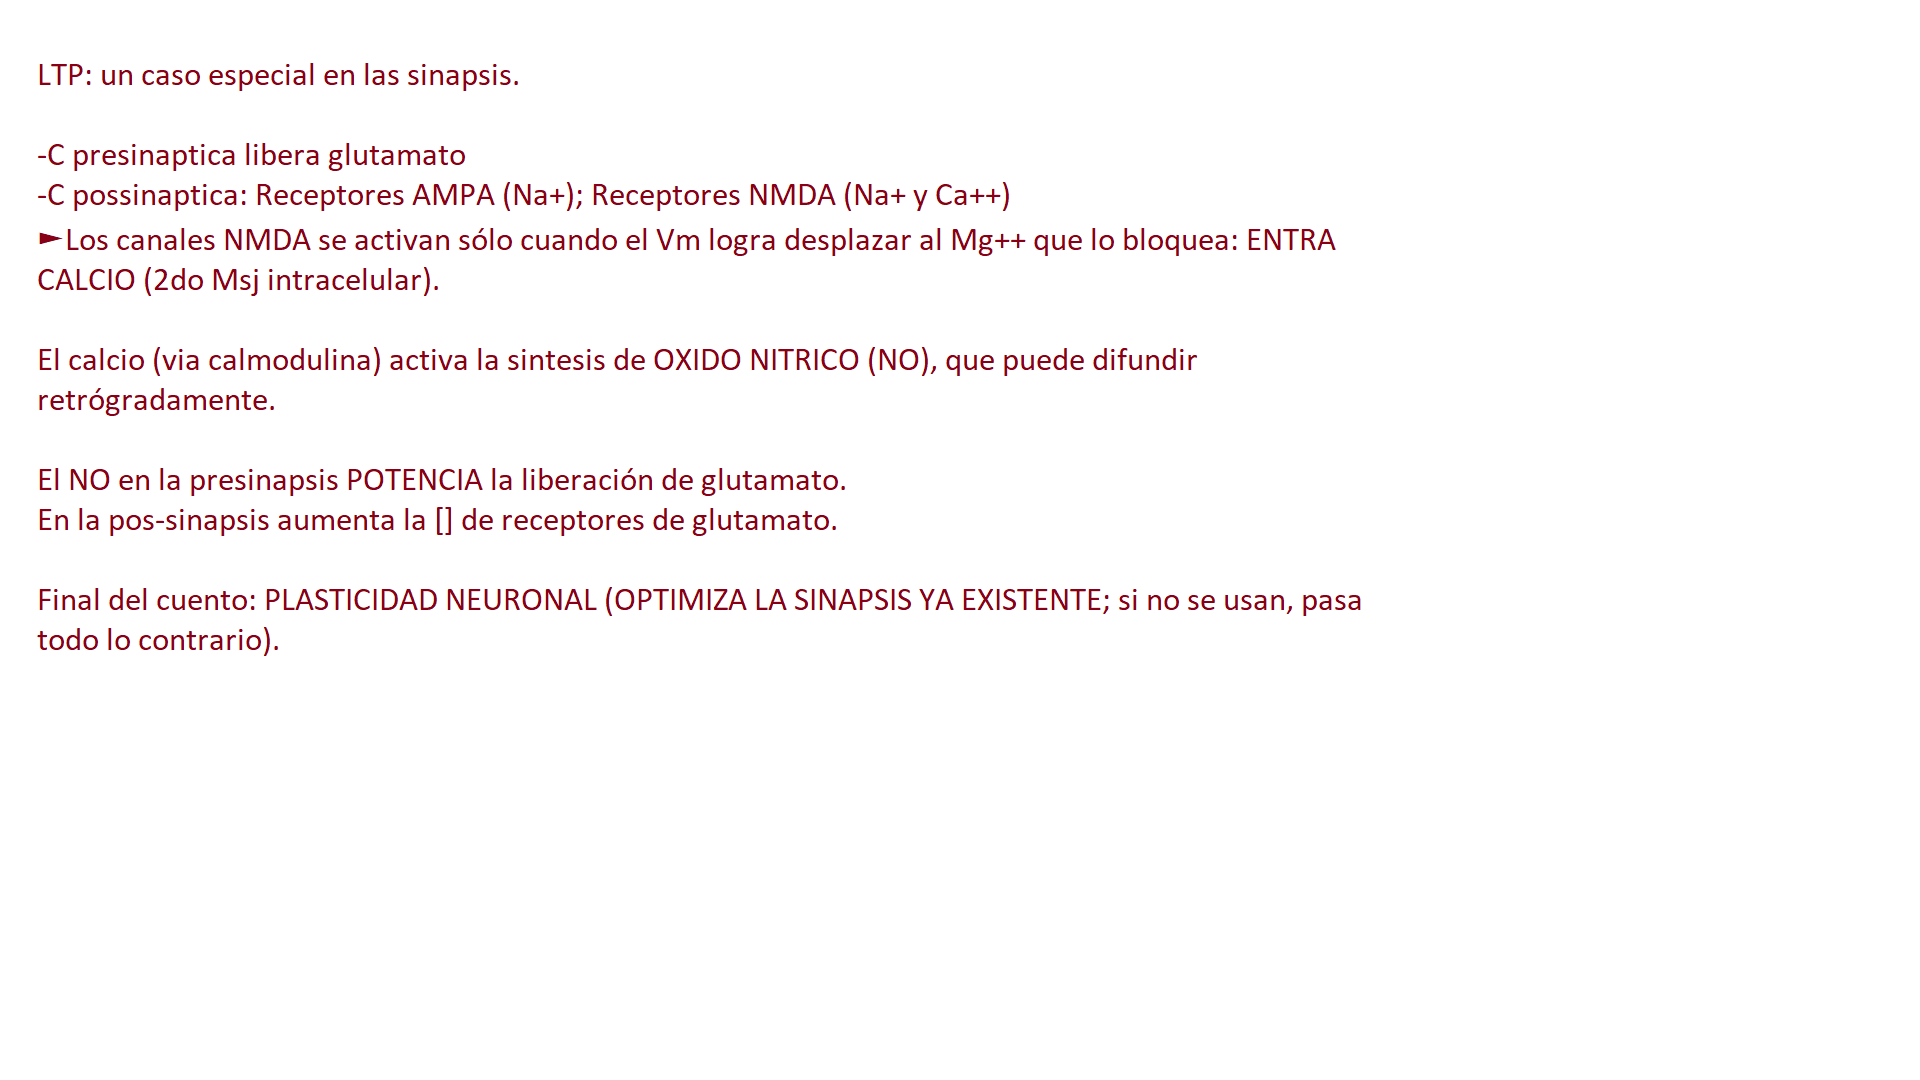 LTP: un caso especial en las sinapsis.
-C presinaptica libera glutamato
-C possinaptica: Receptores AMPA (Na+); Receptores NMDA (Na+ y Ca++)
►Los canales NMDA se activan sólo cuando el Vm logra desplazar al Mg++ que lo bloquea: ENTRA
CALCIO (2do Msj intracelular).
El calcio (via calmodulina) activa la sintesis de OXIDO NITRICO (NO), que puede difundir
retrógradamente.
El NO en la presinapsis POTENCIA la liberación de glutamato.
En la pos-sinapsis aumenta la [] de receptores de glutamato.
Final del cuento: PLASTICIDAD NEURONAL (OPTIMIZA LA SINAPSIS YA EXISTENTE; si no se usan, pasa
todo lo contrario).